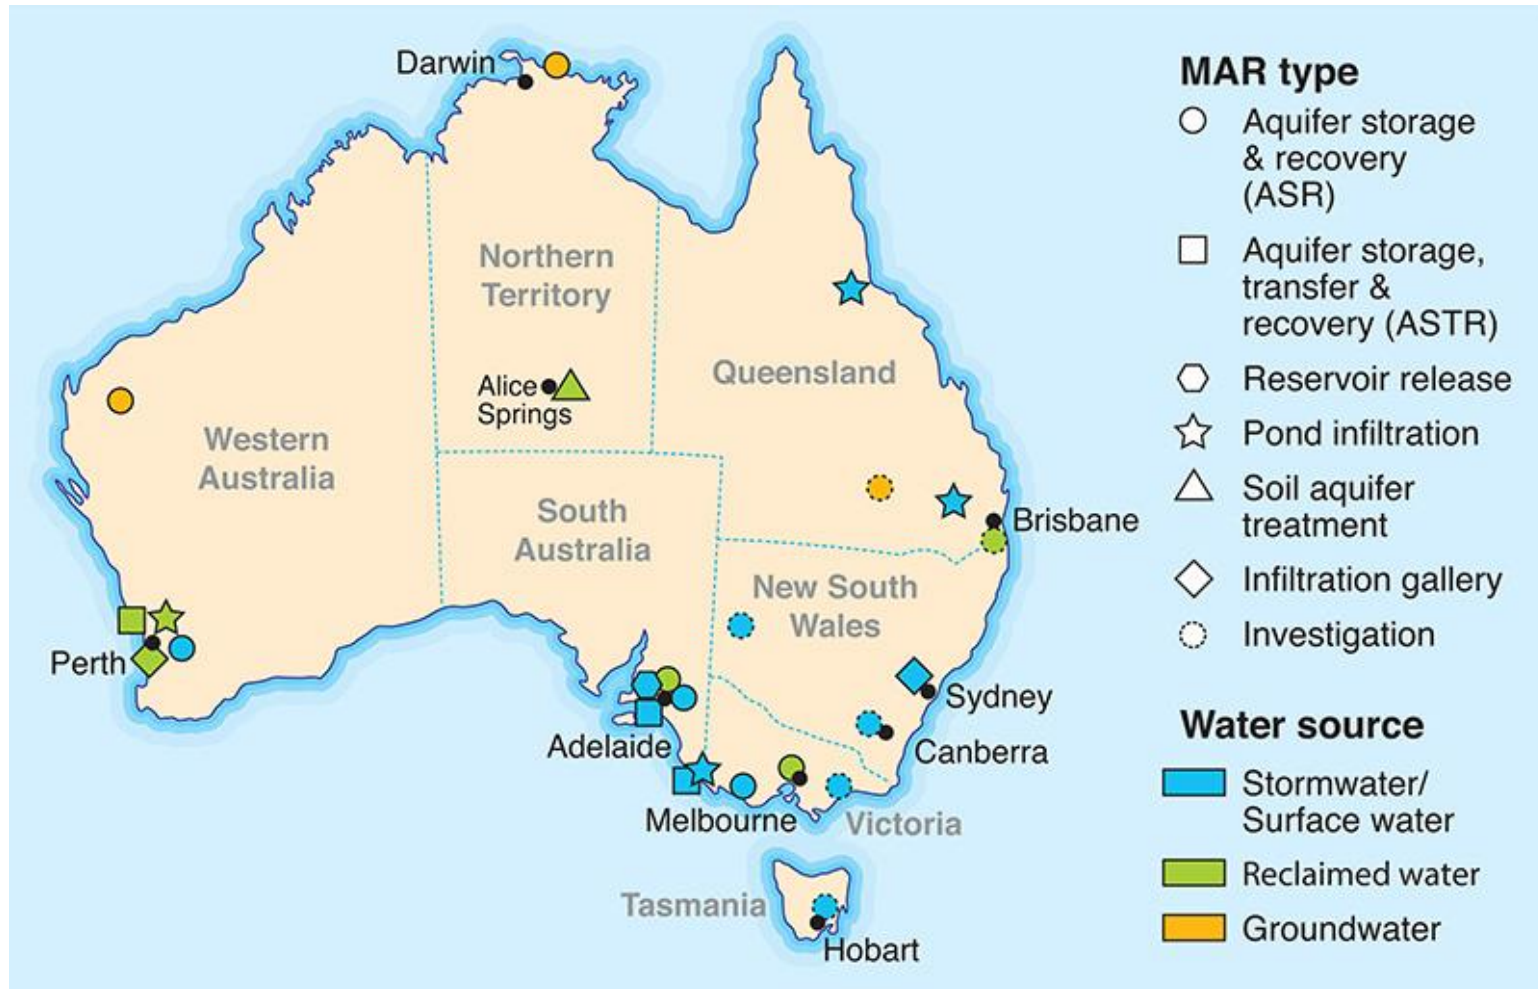 Darwin
Northern
Territory
Queensland
Alice
Springs
Western
Australia
South
Australia
Brisbane
New South
Wales
Perth
Sydney
Adelaide
Canberra
Melbourne
Victoria
Tasmania
Hobart
MAR type
Aquifer storage
& recovery
(ASR)
Aquifer storage,
transfer &
recovery (ASTR)
Reservoir release
Pond infiltration
Soil aquifer
treatment
Infiltration gallery
Investigation
Water source
Stormwater/
Surface water
Reclaimed water
Groundwater